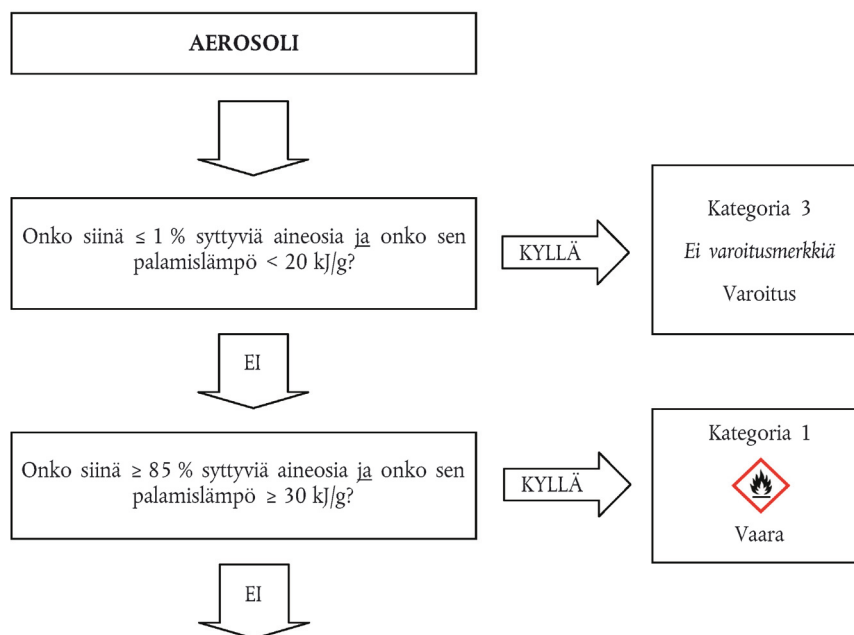 AEROSOLI
Onko siinä ≤ 1 % syttyviä aineosia ja onko sen
palamislämpö < 20 kJ/g?
KYLLÄ
Kategoria 3
Ei varoitusmerkkiä
Varoitus
EI
Onko siinä ≥ 85 % syttyviä aineosia ja onko sen
palamislämpö ≥ 30 kJ/g?
KYLLÄ
Kategoria 1
Vaara
EI